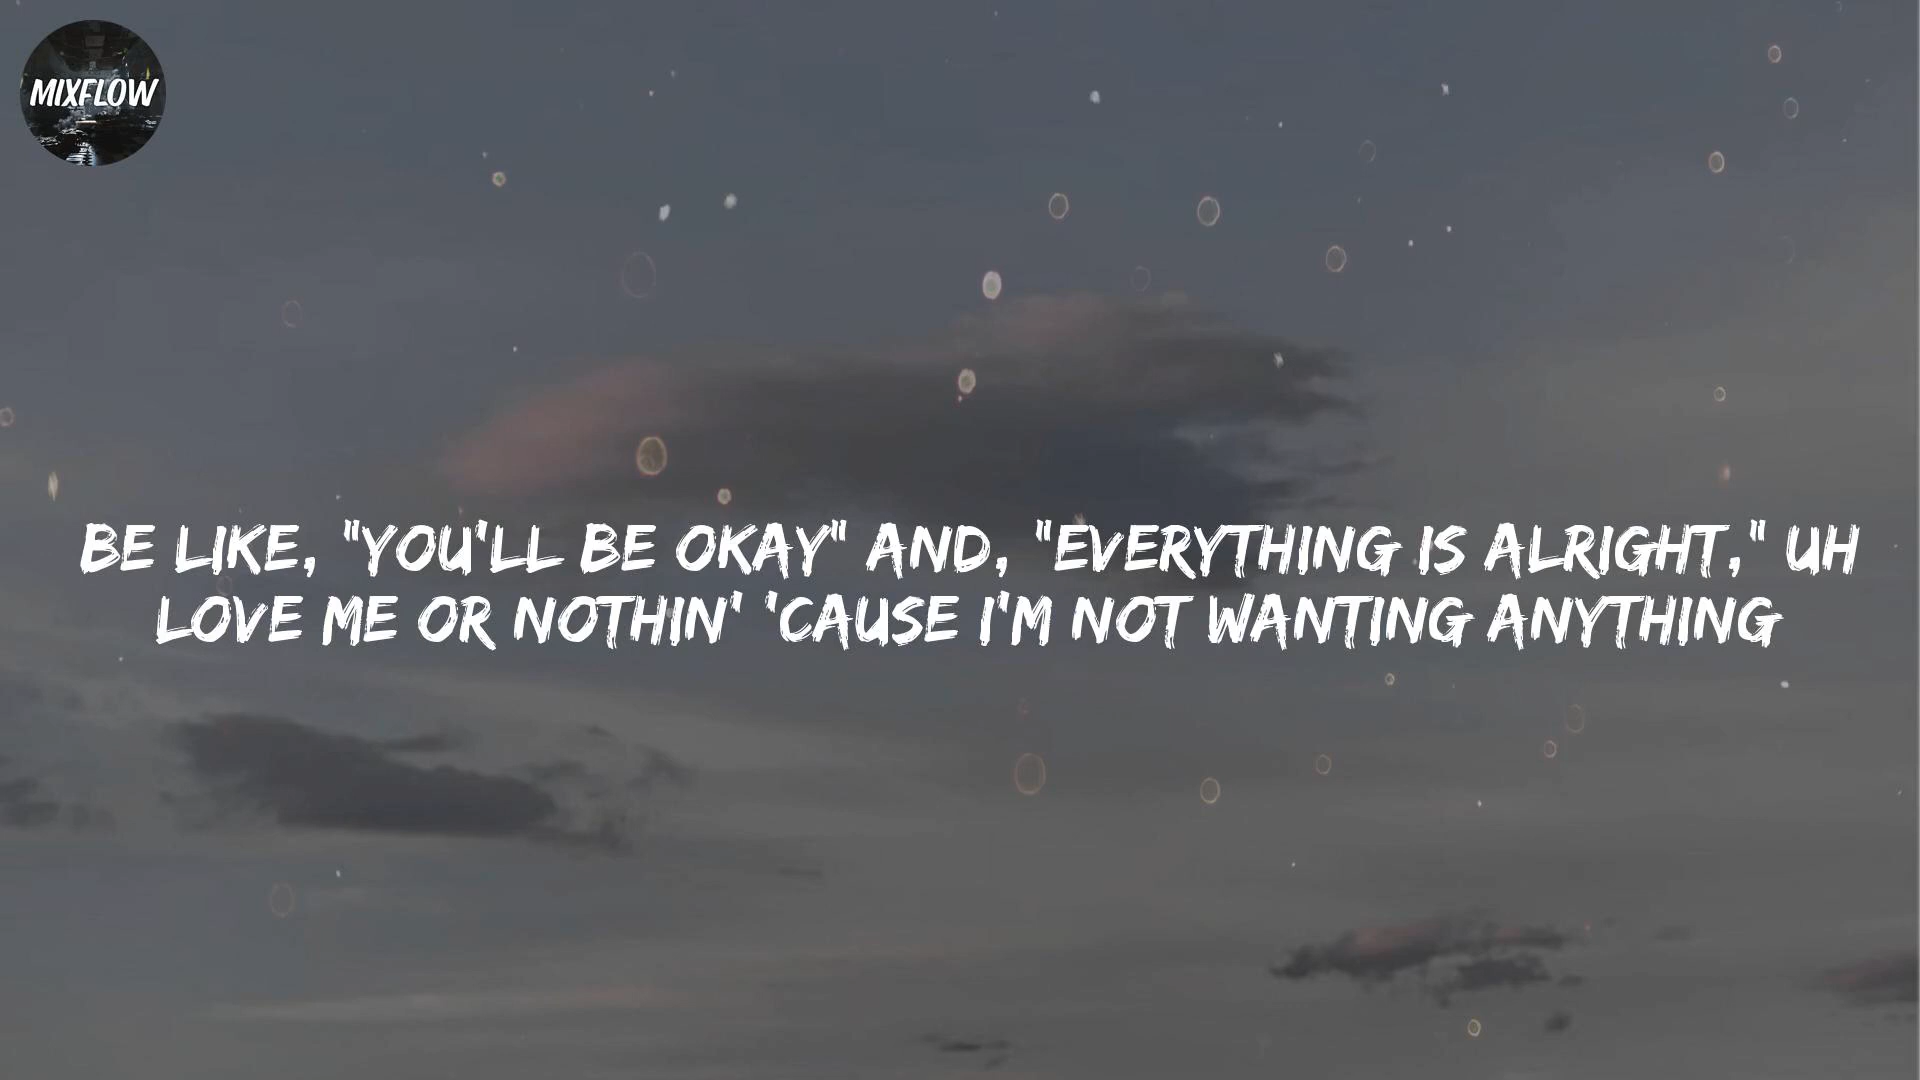 MIXFLOW
BE LIKE, "YOU'LL BE OKAY" AND, "EVERYTHING IS ALRIGHT," UH
LOVE ME OR NOTHIN' 'CAUSE I'M NOT WANTING ANYTHING